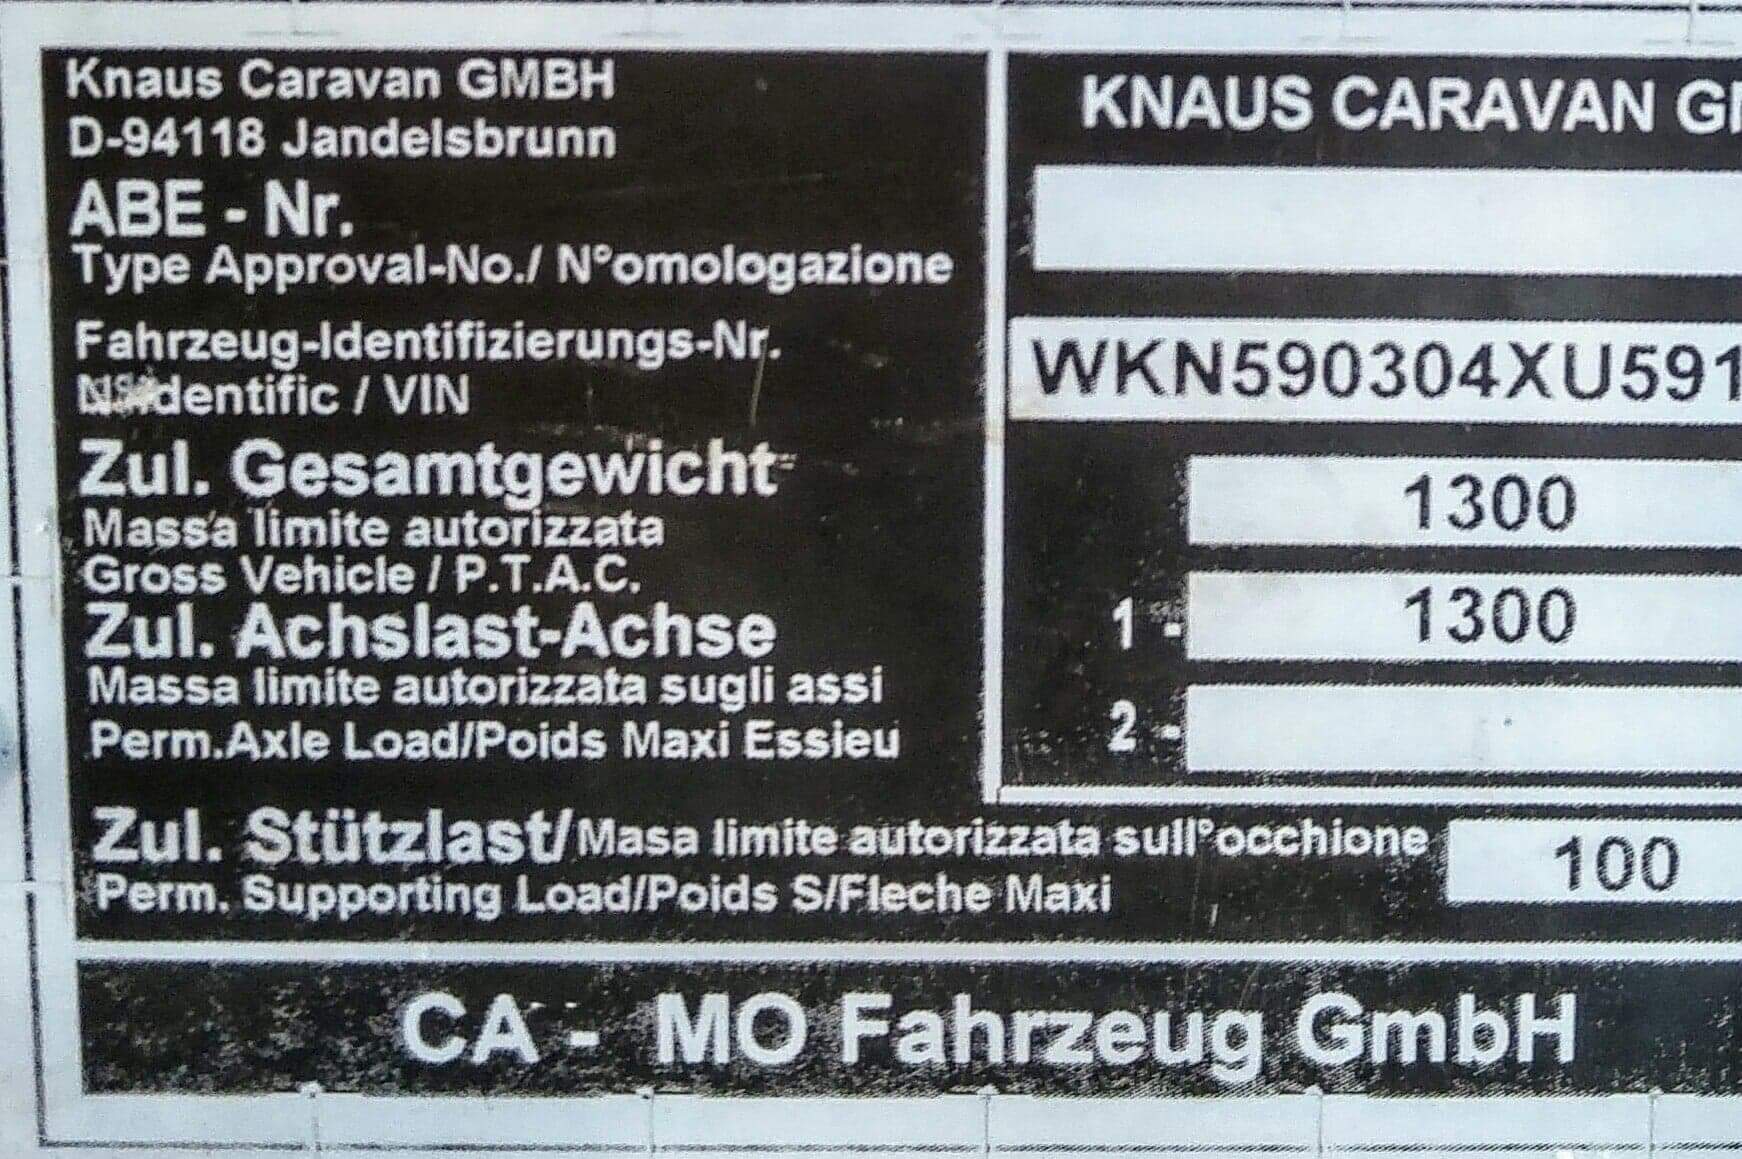 Knaus Caravan GMBH
D-94118 Jandelsbrunn
ABE - Nr.
Type Approval-No./ N°omologazione
Fahrzeug-Identifizierungs-Nr.
dentific / VIN
Zul. Gesamtgewicht
Massa limite autorizzata
Gross Vehicle / P.T.A.C.
Zul. Achslast-Achse
Massa limite autorizzata sugli assi
Perm.Axle Load/Poids Maxi Essieu
KNAUS CARAVAN G
WKN590304XU591
1300
1 - 1300
2 -
Zul. Stützlast/Masa limite autorizzata sull°occhione 100
Perm. Supporting Load/Poids S/Fleche Maxi
CA - MO Fahrzeug GmbH